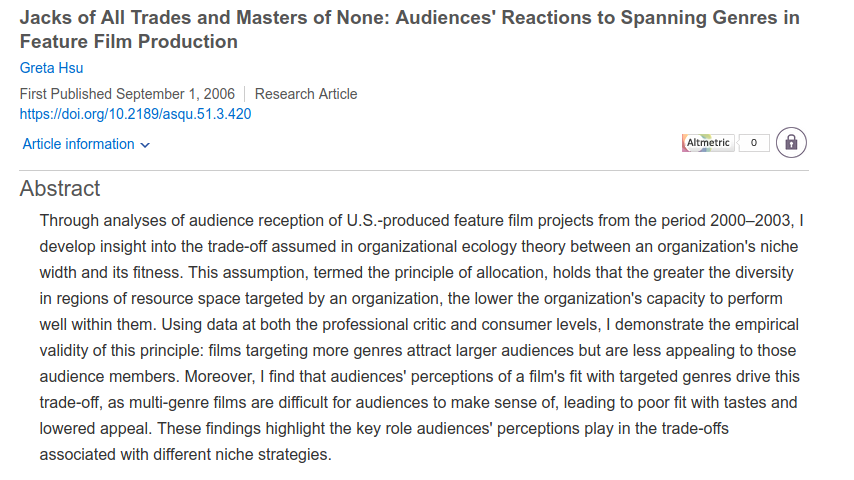 Jacks of All Trades and Masters of None: Audiences' Reactions to Spanning Genres in
Feature Film Production
Greta Hsu
First Published September 1, 2006 Research Article
https://doi.org/10.2189/asqu.51.3.420
Article information
Altmetric 0
Abstract
Through analyses of audience reception of U.S.-produced feature film projects from the period 2000–2003, I
develop insight into the trade-off assumed in organizational ecology theory between an organization's niche
width and its fitness. This assumption, termed the principle of allocation, holds that the greater the diversity
in regions of resource space targeted by an organization, the lower the organization's capacity to perform
well within them. Using data at both the professional critic and consumer levels, I demonstrate the empirical
validity of this principle: films targeting more genres attract larger audiences but are less appealing to those
audience members. Moreover, I find that audiences' perceptions of a film's fit with targeted genres drive this
trade-off, as multi-genre films are difficult for audiences to make sense of, leading to poor fit with tastes and
lowered appeal. These findings highlight the key role audiences' perceptions play in the trade-offs
associated with different niche strategies.